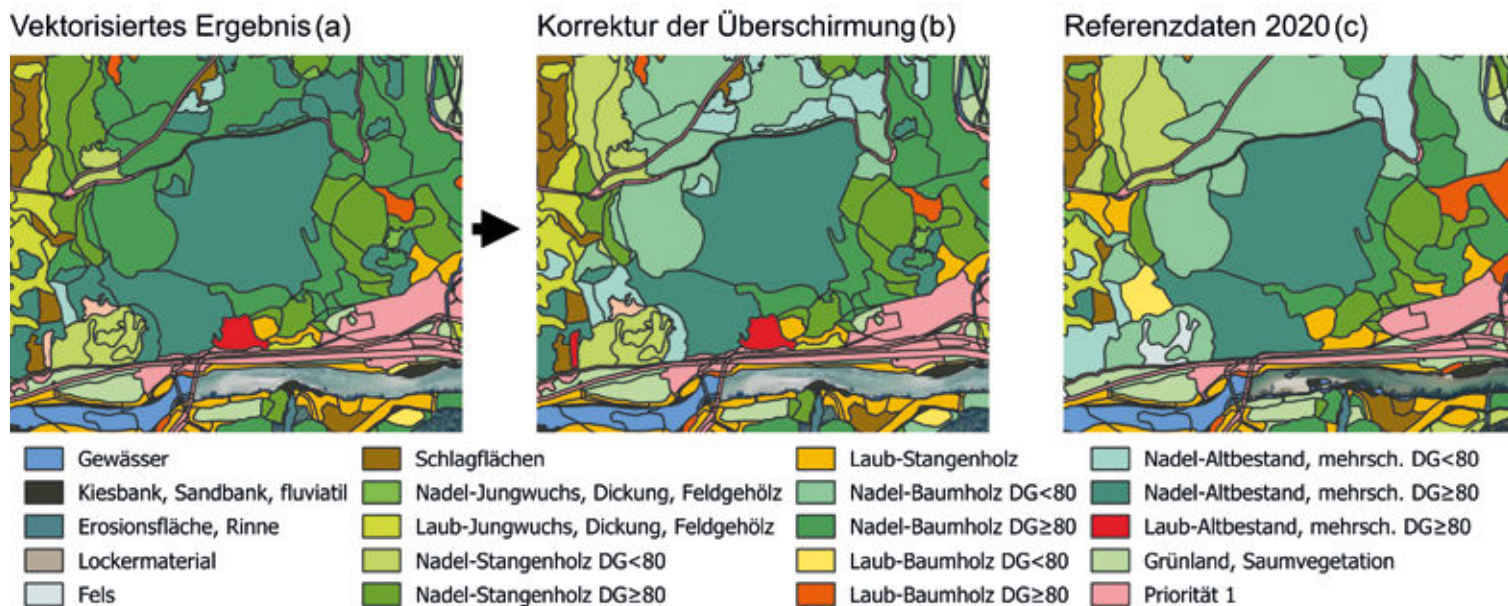 Vektorisiertes Ergebnis (a)
Korrektur der Überschirmung (b)
Referenzdaten 2020 (c)
Gewässer
Kiesbank, Sandbank, fluviatil
Erosionsfläche, Rinne
Lockermaterial
Fels
Schlagflächen
Nadel-Jungwuchs, Dickung, Feldgehölz
Laub-Jungwuchs, Dickung, Feldgehölz
Nadel-Stangenholz DG<80
Nadel-Stangenholz DG≥80
Laub-Stangenholz
Nadel-Baumholz DG<80
Nadel-Baumholz DG≥80
Laub-Baumholz DG<80
Laub-Baumholz DG≥80
Nadel-Altbestand, mehrsch. DG<80
Nadel-Altbestand, mehrsch. DG≥80
Laub-Altbestand, mehrsch. DG≥80
Grünland, Saumvegetation
Priorität 1